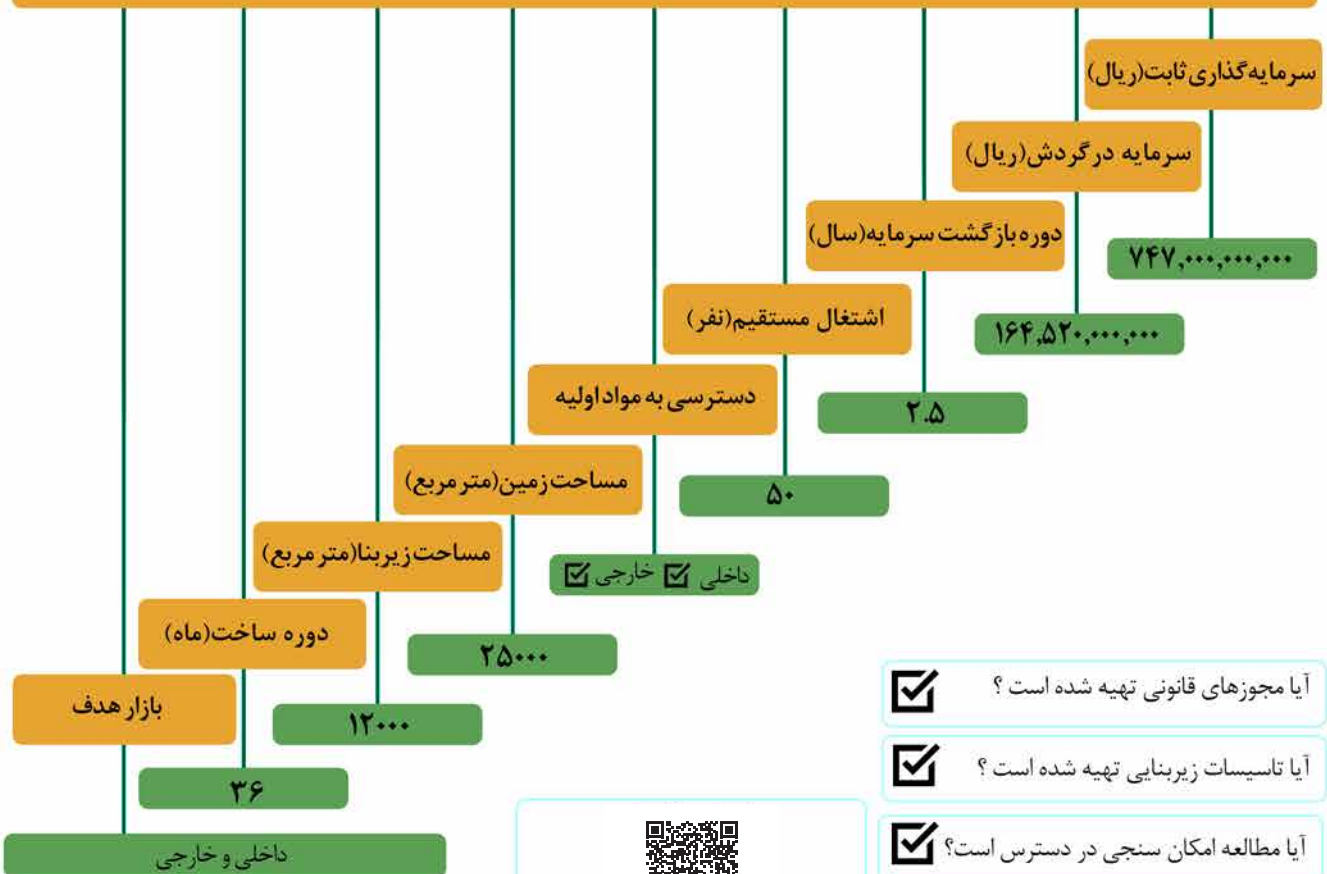 سرمایه‌گذاری ثابت(ریال)
۷۴۷,۰۰۰,۰۰۰,۰۰۰
سرمایه در گردش(ریال)
۱۶۴,۵۲۰,۰۰۰,۰۰۰
دوره بازگشت سرمایه(سال)
۲.۵
اشتغال مستقیم(نفر)
۵۰
دسترسی به مواد اولیه
داخلی ☑ خارجی ☑
مساحت زمین(متر مربع)
۲۵۰۰۰
مساحت زیربنا(متر مربع)
۱۲۰۰۰
دوره ساخت(ماه)
۳۶
بازار هدف
داخلی و خارجی
آیا مجوزهای قانونی تهیه شده است ؟ ☑
آیا تاسیسات زیربنایی تهیه شده است ؟ ☑
آیا مطالعه امکان سنجی در دسترس است؟ ☑